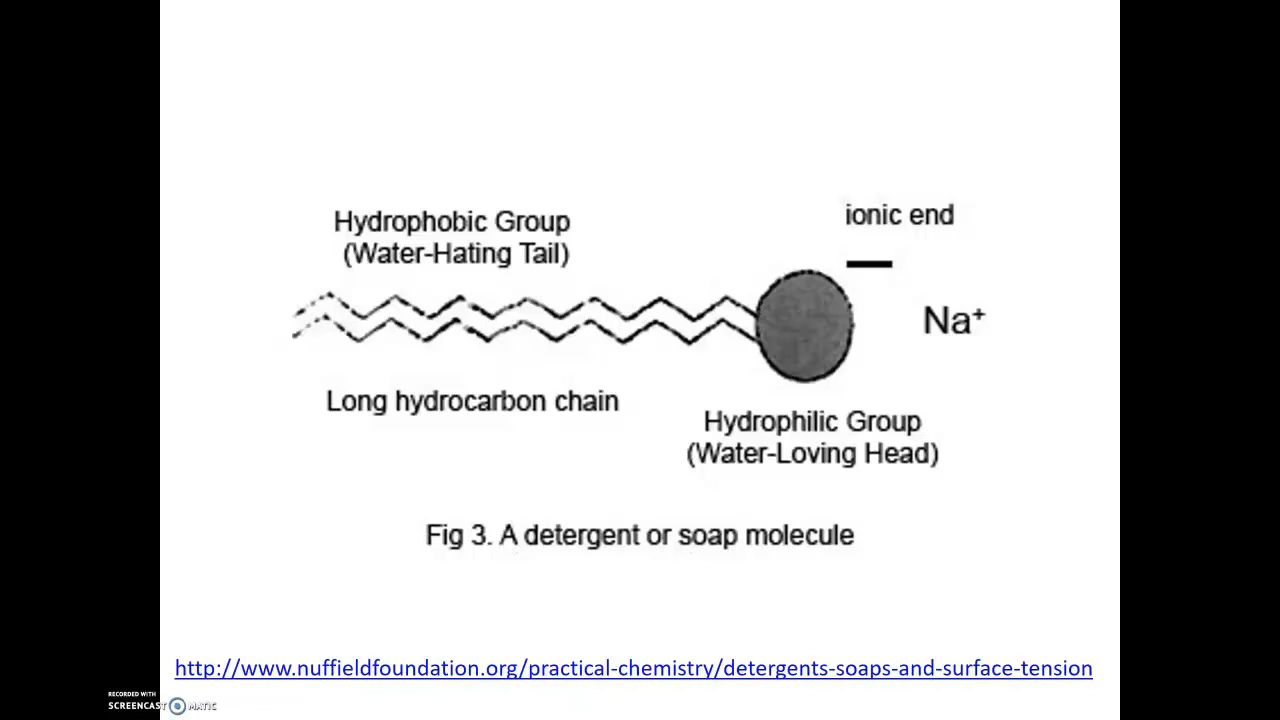 Hydrophobic Group
(Water-Hating Tail)
ionic end
Na⁺
Long hydrocarbon chain
Hydrophilic Group
(Water-Loving Head)
Fig 3. A detergent or soap molecule
http://www.nuffieldfoundation.org/practical-chemistry/detergents-soaps-and-surface-tension
RECORDED WITH
SCREENCAST MATIC